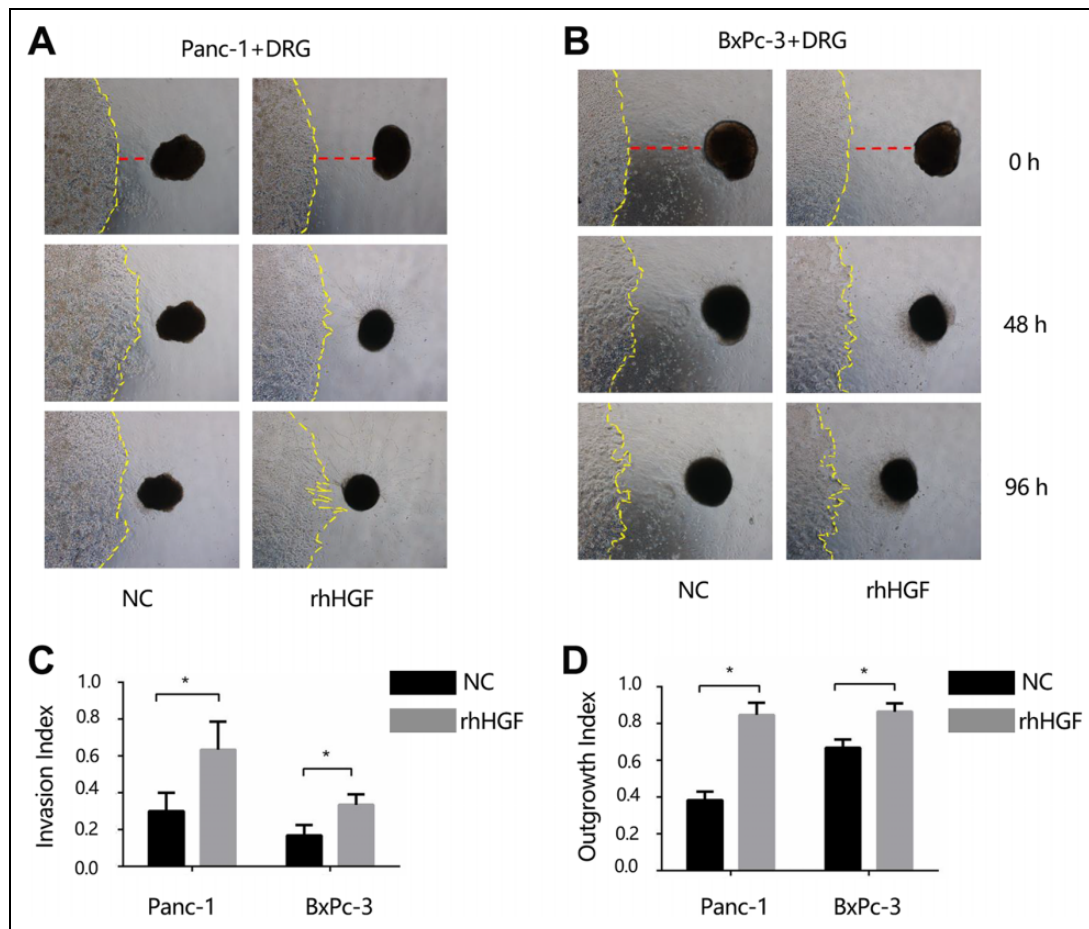 A
Panc-1+DRG
B
BxPc-3+DRG
0 h
48 h
96 h
NC
rhHGF
NC
rhHGF
C
Invasion Index
1.0
0.8
0.6
0.4
0.2
0.0
*
*
NC
rhHGF
Panc-1
BxPc-3
D
Outgrowth Index
1.0
0.8
0.6
0.4
0.2
0.0
*
*
NC
rhHGF
Panc-1
BxPc-3